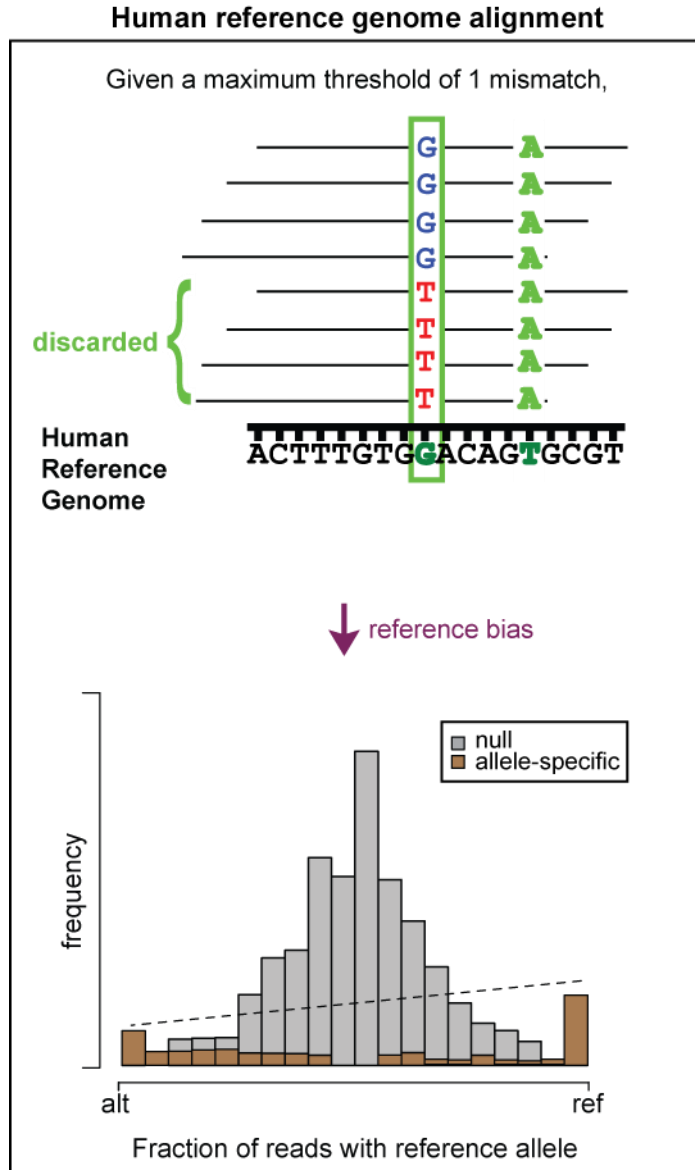 Human reference genome alignment
Given a maximum threshold of 1 mismatch,
G A
G A
G A
G A
T A
T A
T A
T A
discarded
Human
Reference
Genome
ACTTTGTGGACAGTGCGT
reference bias
null
allele-specific
frequency
alt ref
Fraction of reads with reference allele